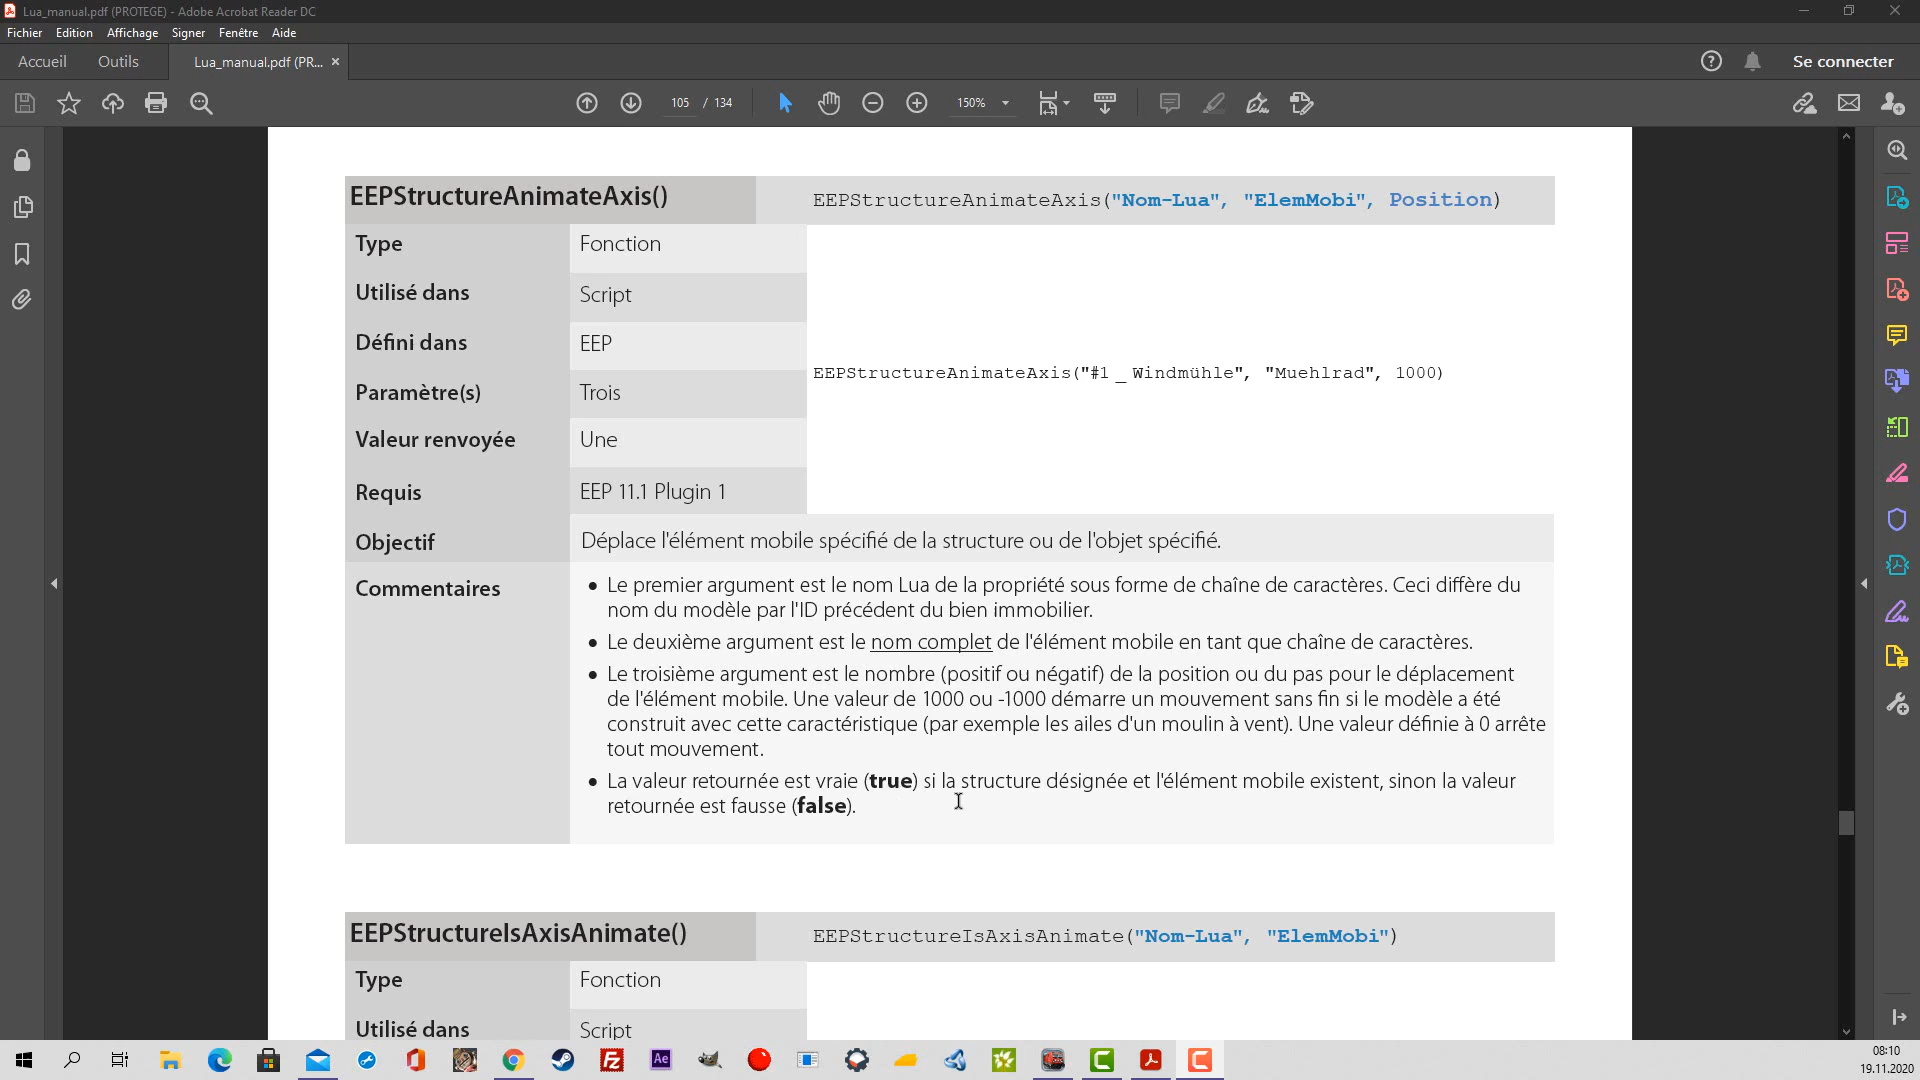 Lua_manual.pdf (PROTEGE) - Adobe Acrobat Reader DC
Fichier Edition Affichage Signer Fenêtre Aide
Accueil Outils Lua_manual.pdf (PR... × Se connecter
105 / 134 150%
EEPStructureAnimateAxis() EEPStructureAnimateAxis("Nom-Lua", "ElemMobi", Position)
Type Fonction
Utilisé dans Script
Défini dans EEP
EEPStructureAnimateAxis("#1 _ Windmühle", "Muehlrad", 1000)
Paramètre(s) Trois
Valeur renvoyée Une
Requis EEP 11.1 Plugin 1
Objectif Déplace l'élément mobile spécifié de la structure ou de l'objet spécifié.
Commentaires • Le premier argument est le nom Lua de la propriété sous forme de chaîne de caractères. Ceci diffère du
nom du modèle par l'ID précédent du bien immobilier.
• Le deuxième argument est le nom complet de l'élément mobile en tant que chaîne de caractères.
• Le troisième argument est le nombre (positif ou négatif) de la position ou du pas pour le déplacement
de l'élément mobile. Une valeur de 1000 ou -1000 démarre un mouvement sans fin si le modèle a été
construit avec cette caractéristique (par exemple les ailes d'un moulin à vent). Une valeur définie à 0 arrête
tout mouvement.
• La valeur retournée est vraie (true) si la structure désignée et l'élément mobile existent, sinon la valeur
retournée est fausse (false).
EEPStructureIsAxisAnimate() EEPStructureIsAxisAnimate("Nom-Lua", "ElemMobi")
Type Fonction
Utilisé dans Script
Ae
08:10
19.11.2020